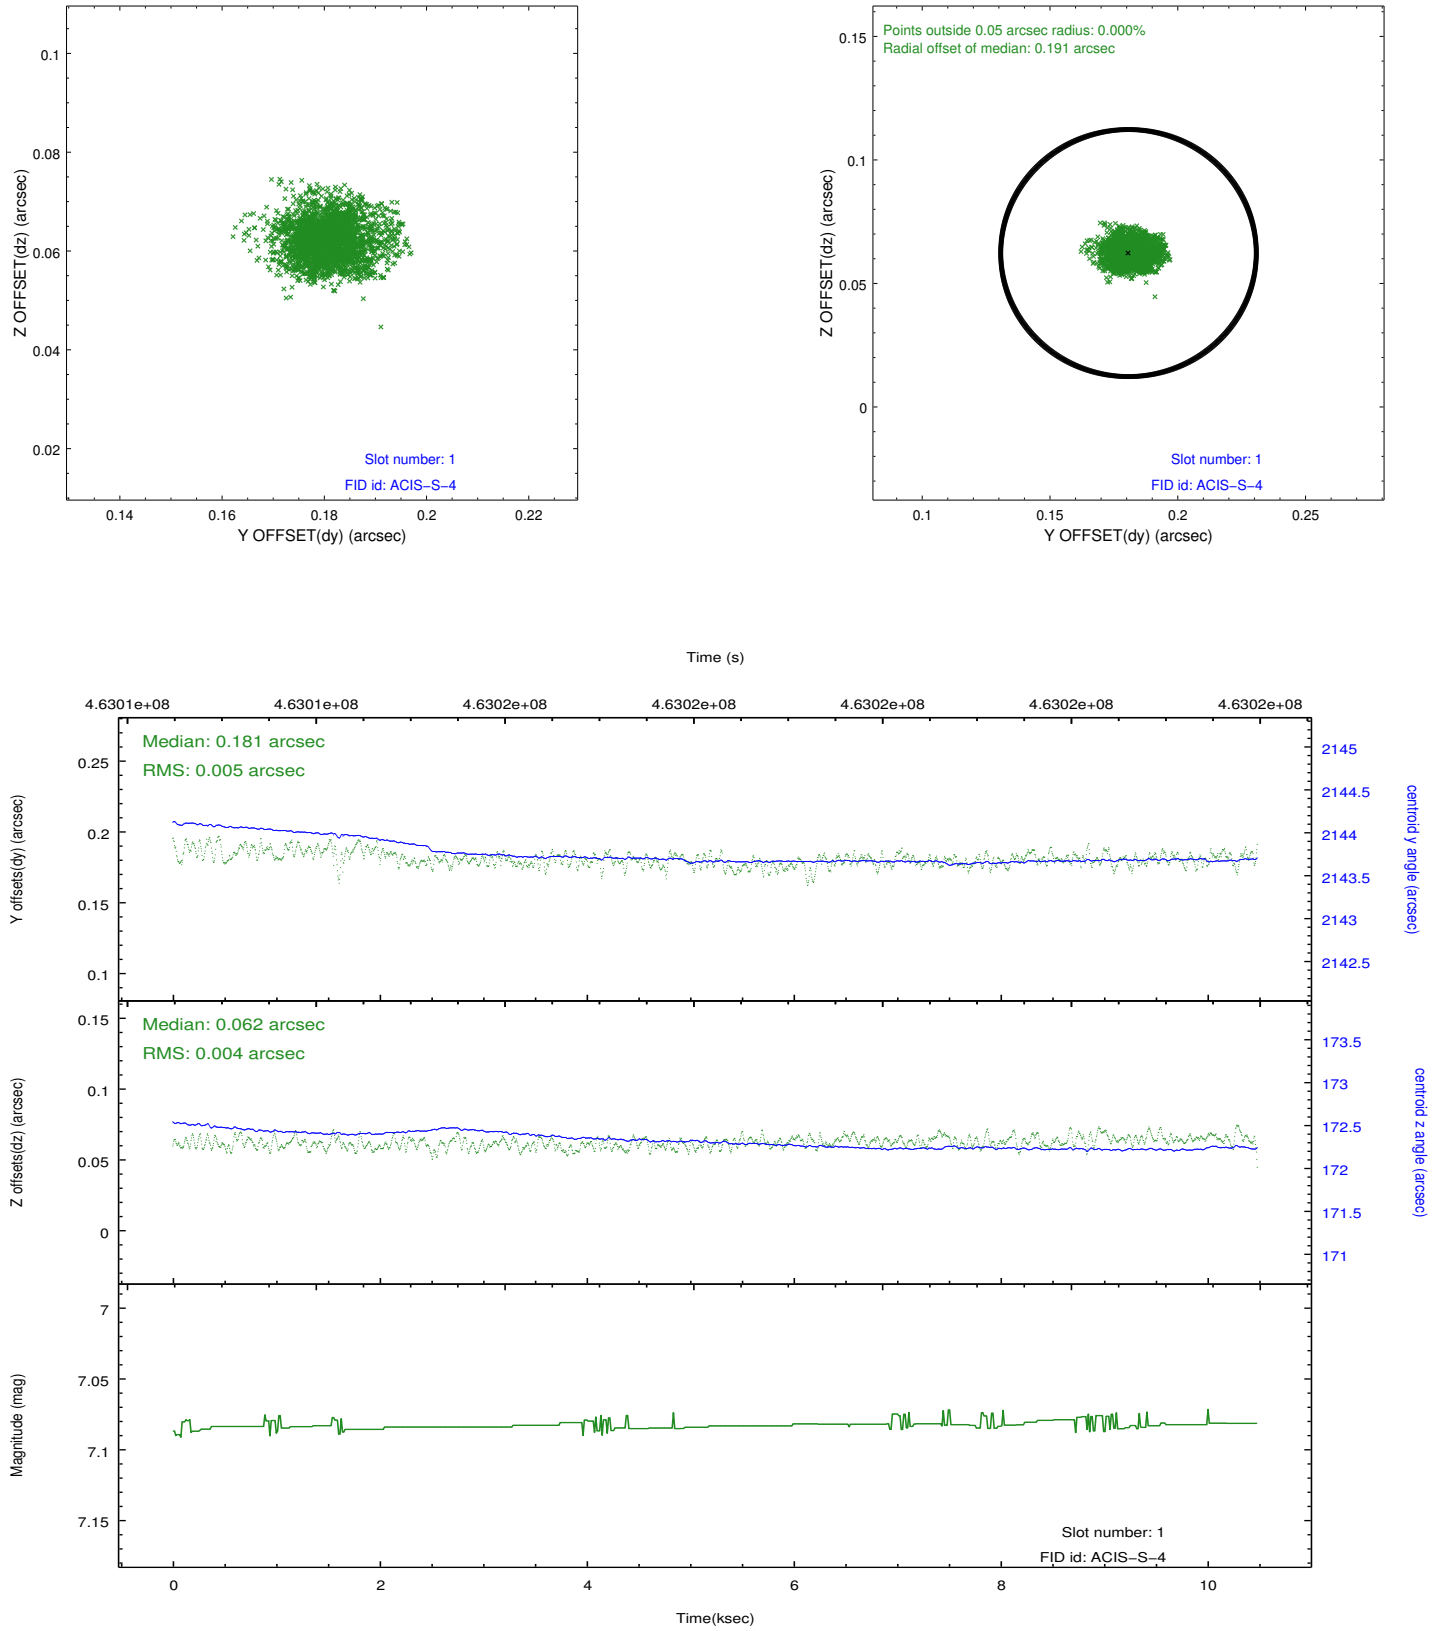 0.1
0.08
0.06
0.04
0.02
Z OFFSET(dz) (arcsec)
Slot number: 1
FID id: ACIS−S−4
0.14 0.16 0.18 0.2 0.22
Y OFFSET(dy) (arcsec)
Points outside 0.05 arcsec radius: 0.000%
Radial offset of median: 0.191 arcsec
0.15
0.1
0.05
0
Z OFFSET(dz) (arcsec)
Slot number: 1
FID id: ACIS−S−4
0.1 0.15 0.2 0.25
Y OFFSET(dy) (arcsec)
Time (s)
4.6301e+08 4.6301e+08 4.6302e+08 4.6302e+08 4.6302e+08 4.6302e+08 4.6302e+08
Median: 0.181 arcsec
RMS: 0.005 arcsec
0.25
0.2
0.15
0.1
Y offsets(dy) (arcsec)
2145
2144.5
2144
2143.5
2143
2142.5
centroid y angle (arcsec)
Median: 0.062 arcsec
RMS: 0.004 arcsec
0.15
0.1
0.05
0
Z offsets(dz) (arcsec)
173.5
173
172.5
172
171.5
171
centroid z angle (arcsec)
7
7.05
7.1
7.15
Magnitude (mag)
Slot number: 1
FID id: ACIS−S−4
0 2 4 6 8 10
Time(ksec)